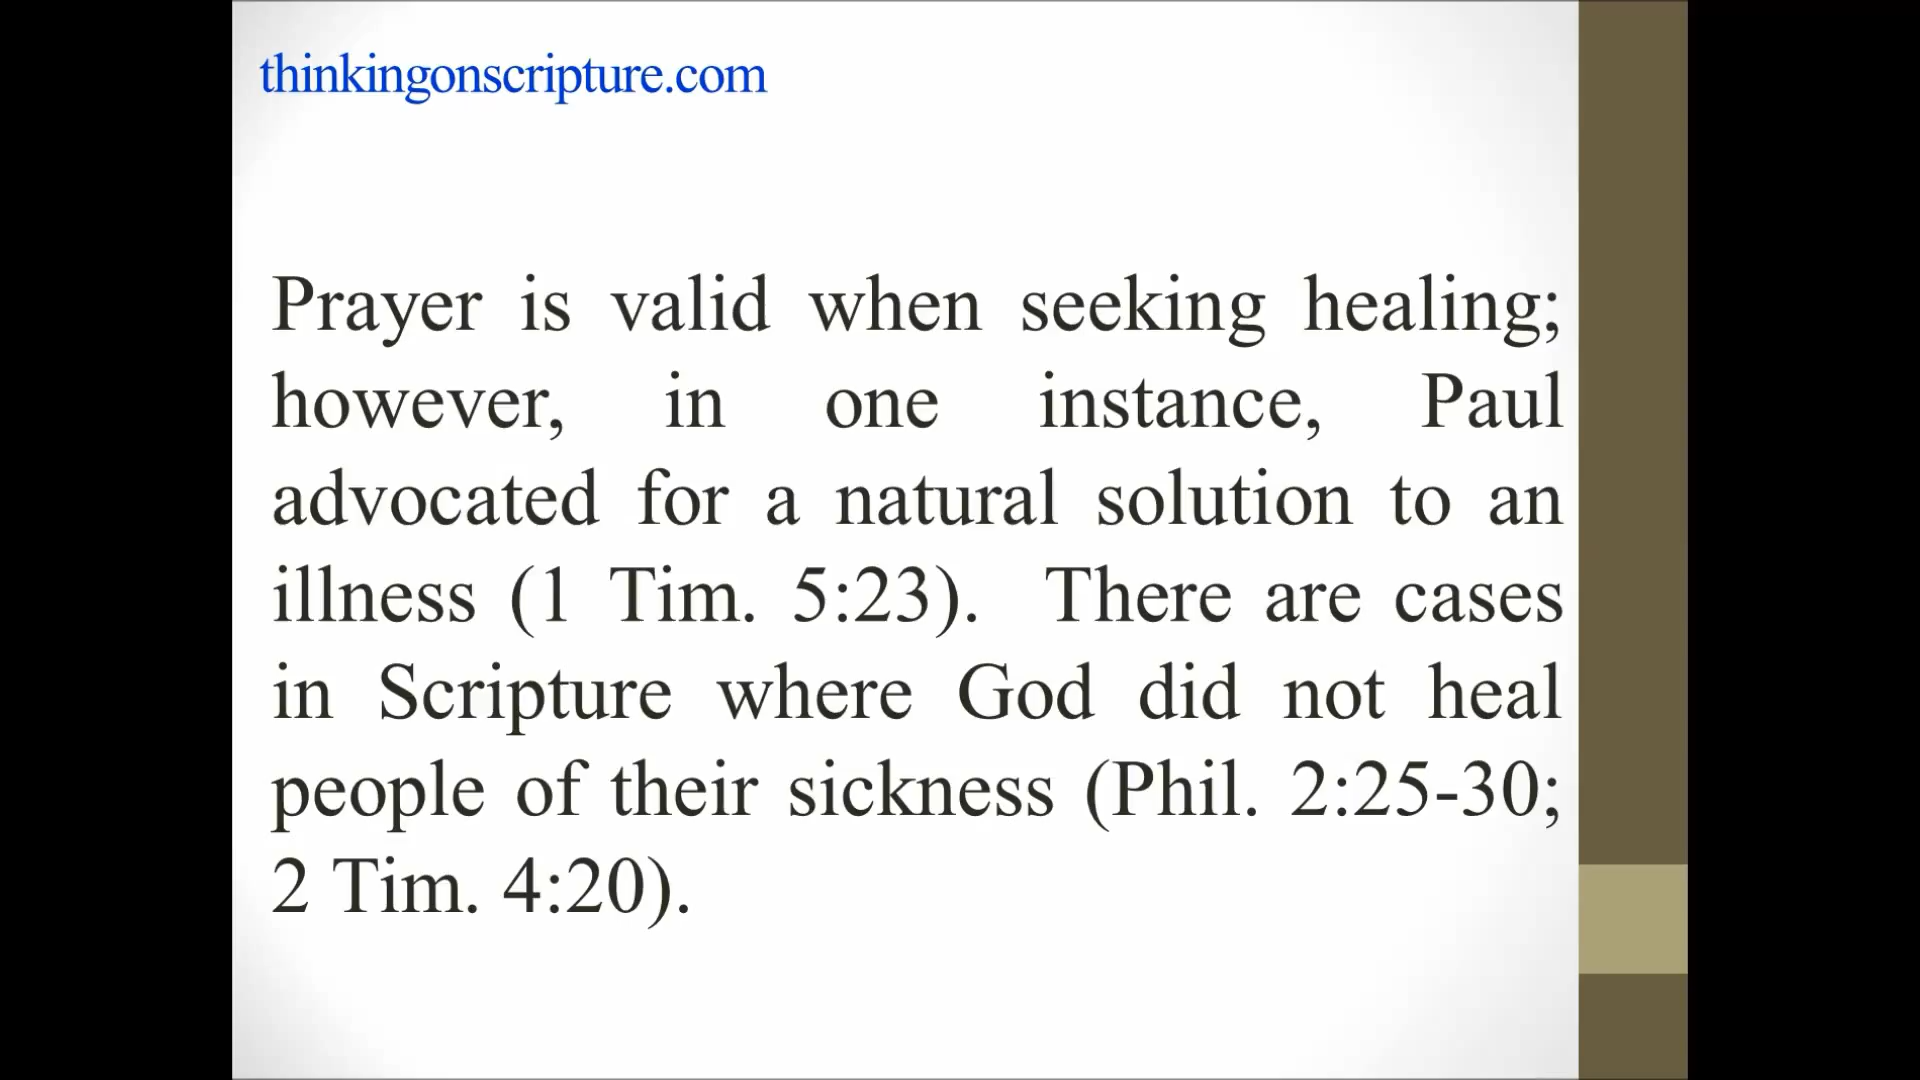 thinkingonscripture.com
Prayer is valid when seeking healing;
however, in one instance, Paul
advocated for a natural solution to an
illness (1 Tim. 5:23).  There are cases
in Scripture where God did not heal
people of their sickness (Phil. 2:25-30;
2 Tim. 4:20).